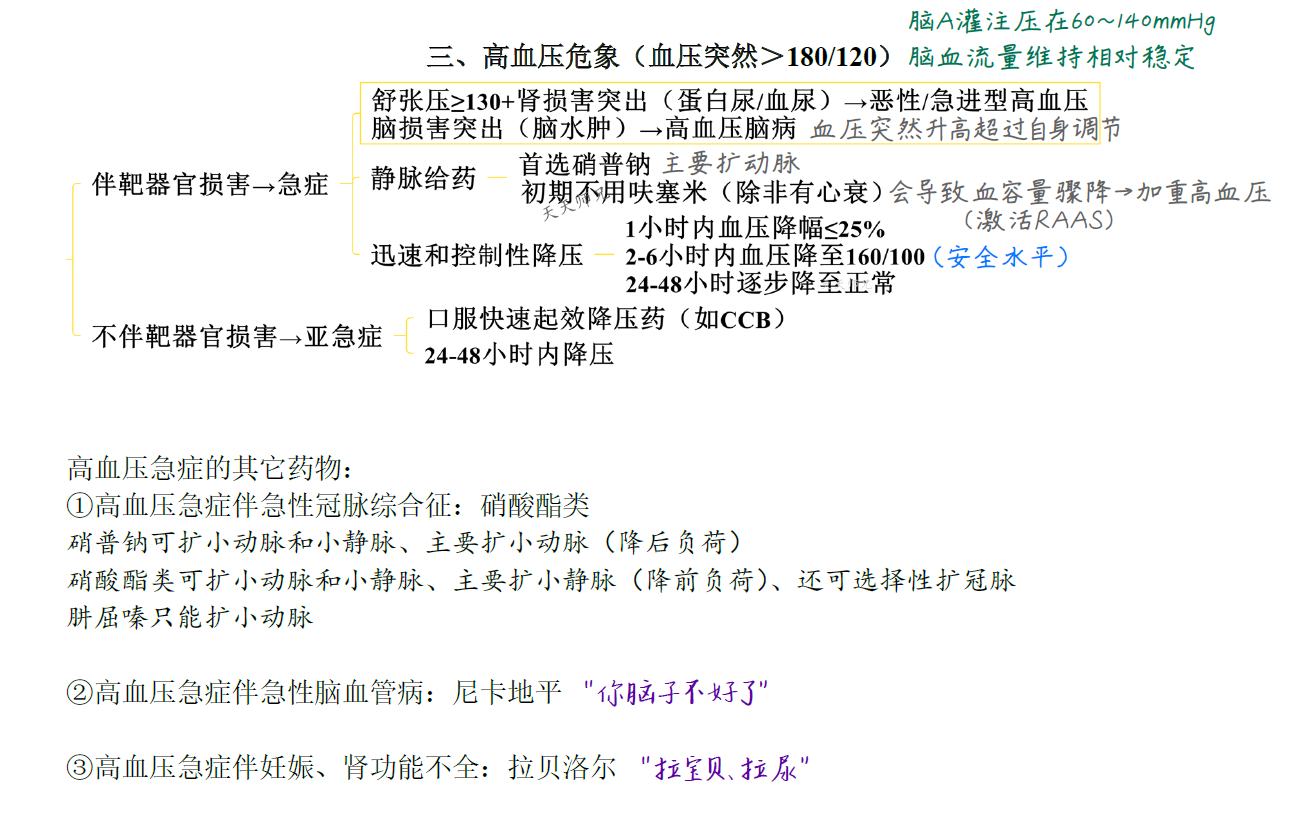 脑A灌注压在60~140mmHg
三、高血压危象（血压突然＞180/120）脑血流量维持相对稳定
舒张压≥130+肾损害突出（蛋白尿/血尿）→恶性/急进型高血压
脑损害突出（脑水肿）→高血压脑病 血压突然升高超过自身调节
伴靶器官损害→急症
静脉给药
首选硝普钠 主要扩动脉
初期不用呋塞米（除非有心衰）会导致血容量骤降→加重高血压
（激活RAAS）
迅速和控制性降压
1小时内血压降幅≤25%
2-6小时内血压降至160/100（安全水平）
24-48小时逐步降至正常
不伴靶器官损害→亚急症
口服快速起效降压药（如CCB）
24-48小时内降压
高血压急症的其它药物：
①高血压急症伴急性冠脉综合征：硝酸酯类
硝普钠可扩小动脉和小静脉、主要扩小动脉（降后负荷）
硝酸酯类可扩小动脉和小静脉、主要扩小静脉（降前负荷）、还可选择性扩冠脉
肼屈嗪只能扩小动脉
②高血压急症伴急性脑血管病：尼卡地平 "你脑子不好了"
③高血压急症伴妊娠、肾功能不全：拉贝洛尔 "拉宝贝、拉尿"